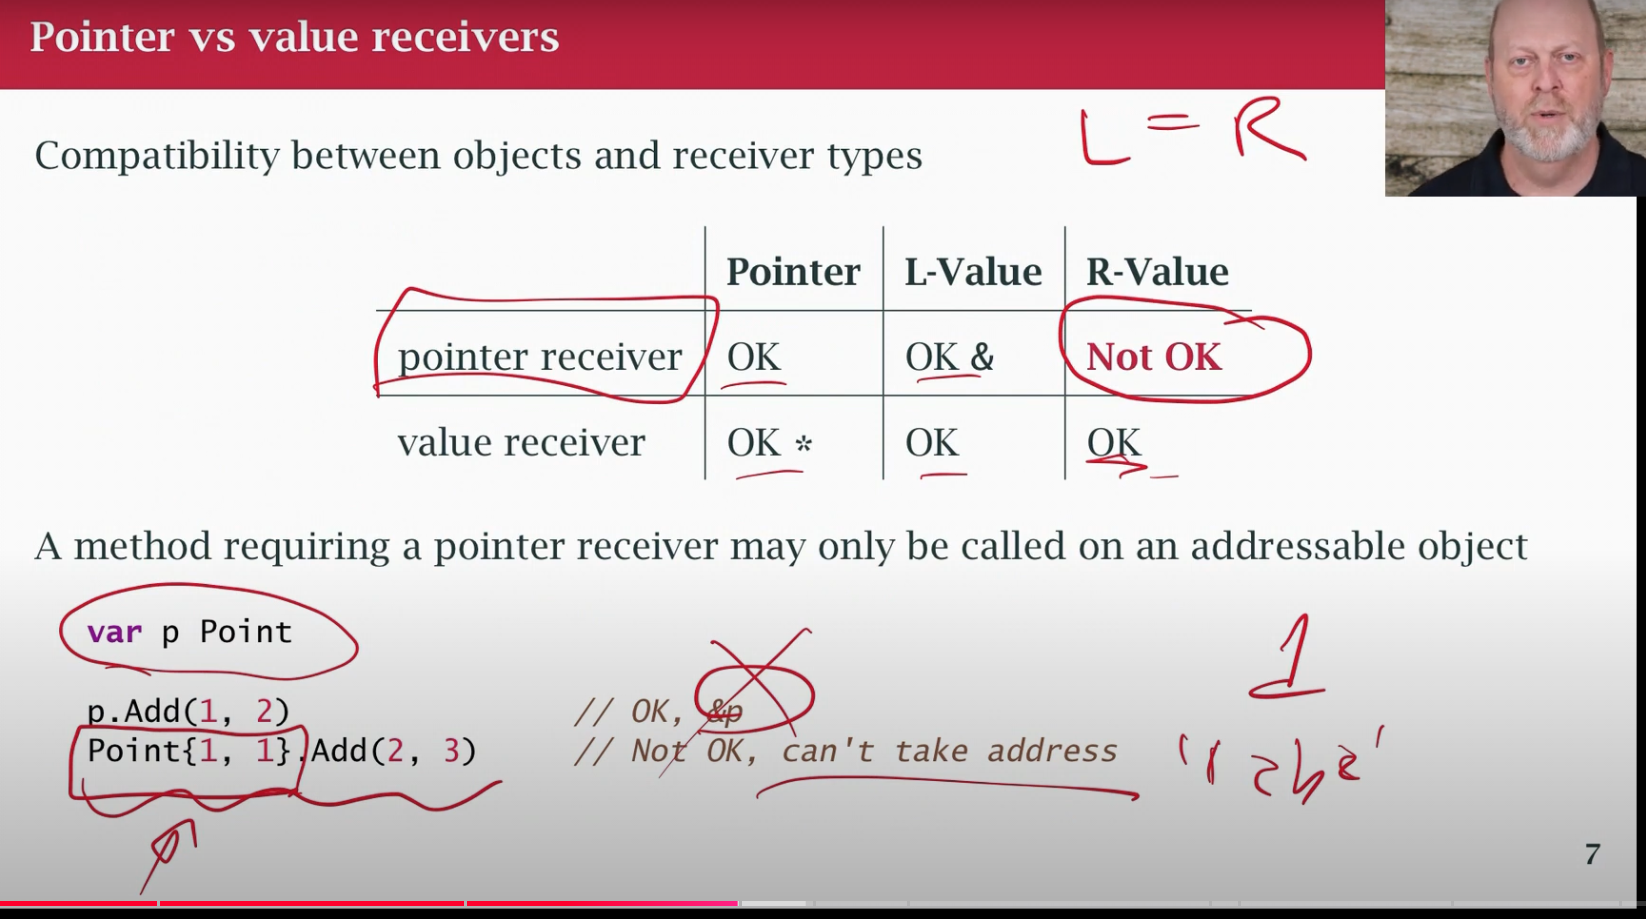 Pointer vs value receivers
L = R
Compatibility between objects and receiver types
Pointer L-Value R-Value
pointer receiver OK OK & Not OK
value receiver OK * OK OK
A method requiring a pointer receiver may only be called on an addressable object
var p Point
p.Add(1, 2) // OK, &p
Point{1, 1}.Add(2, 3) // Not OK, can't take address
1
7